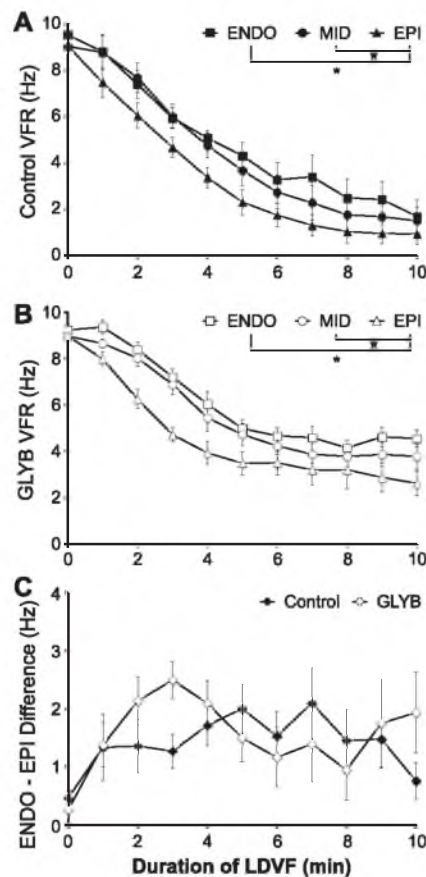 A
ENDO MID EPI
*
*
Control VFR (Hz)
10
8
6
4
2
0
0 2 4 6 8 10
B
ENDO MID EPI
*
*
GLYB VFR (Hz)
10
8
6
4
2
0
0 2 4 6 8 10
C
Control GLYB
ENDO - EPI Difference (Hz)
4
3
2
1
0
0 2 4 6 8 10
Duration of LDVF (min)